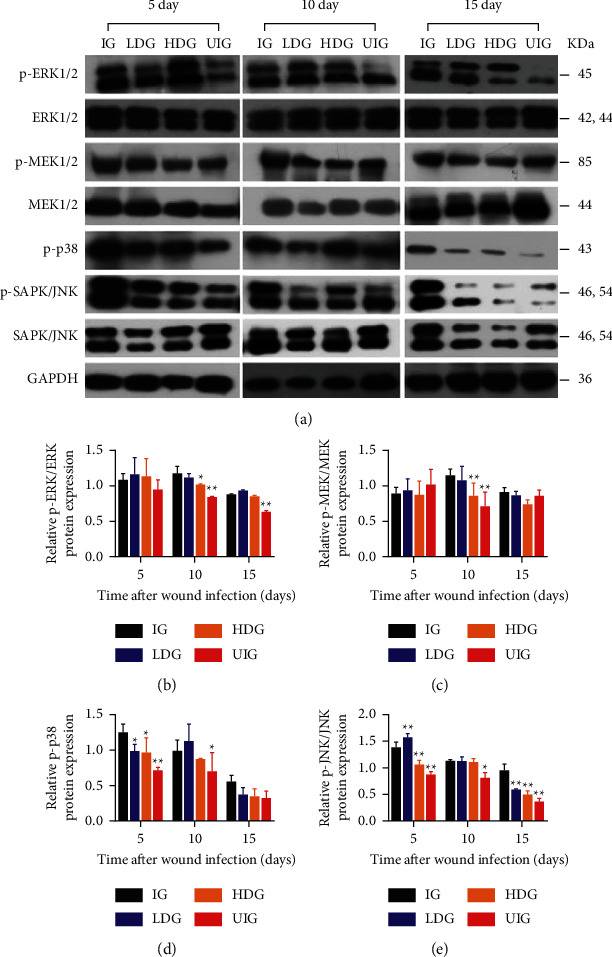 5 day 10 day 15 day
IG LDG HDG UIG IG LDG HDG UIG IG LDG HDG UIG KDa
p-ERK1/2 45
ERK1/2 42, 44
p-MEK1/2 85
MEK1/2 44
p-p38 43
p-SAPK/JNK 46, 54
SAPK/JNK 46, 54
GAPDH 36
(a)
Relative p-ERK/ERK
protein expression
1.5
1.0
0.5
0.0
* **
**
5 10 15
Time after wound infection (days)
IG HDG
LDG UIG
(b)
Relative p-MEK/MEK
protein expression
1.5
1.0
0.5
0.0
** **
5 10 15
Time after wound infection (days)
IG HDG
LDG UIG
(c)
Relative p-p38
protein expression
1.5
1.0
0.5
0.0
* * **
*
5 10 15
Time after wound infection (days)
IG HDG
LDG UIG
(d)
Relative p-JNK/JNK
protein expression
2.0
1.5
1.0
0.5
0.0
** ** **
*
** ** **
5 10 15
Time after wound infection (days)
IG HDG
LDG UIG
(e)